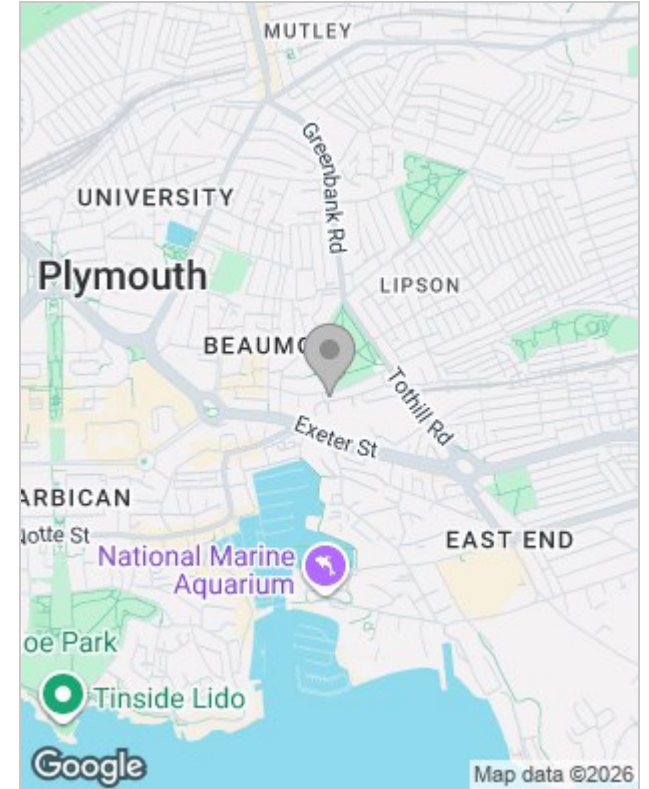 MUTLEY
Greenbank Rd
UNIVERSITY
Plymouth
LIPSON
BEAUMO
Tothill Rd
Exeter St
ARBICAN
Notte St
EAST END
National Marine
Aquarium
oe Park
Tinside Lido
Google
Map data ©2026